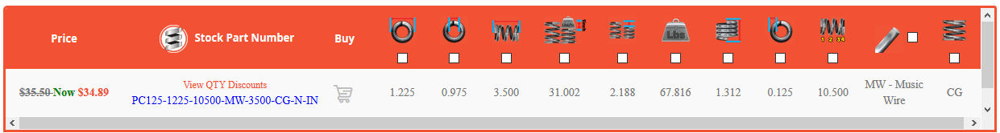 Price
Stock Part Number
Buy
Lbs
1 2 3 4
$35.50 Now $34.89
View QTY Discounts
PC125-1225-10500-MW-3500-CG-N-IN
1.225
0.975
3.500
31.002
2.188
67.816
1.312
0.125
10.500
MW - Music
Wire
CG